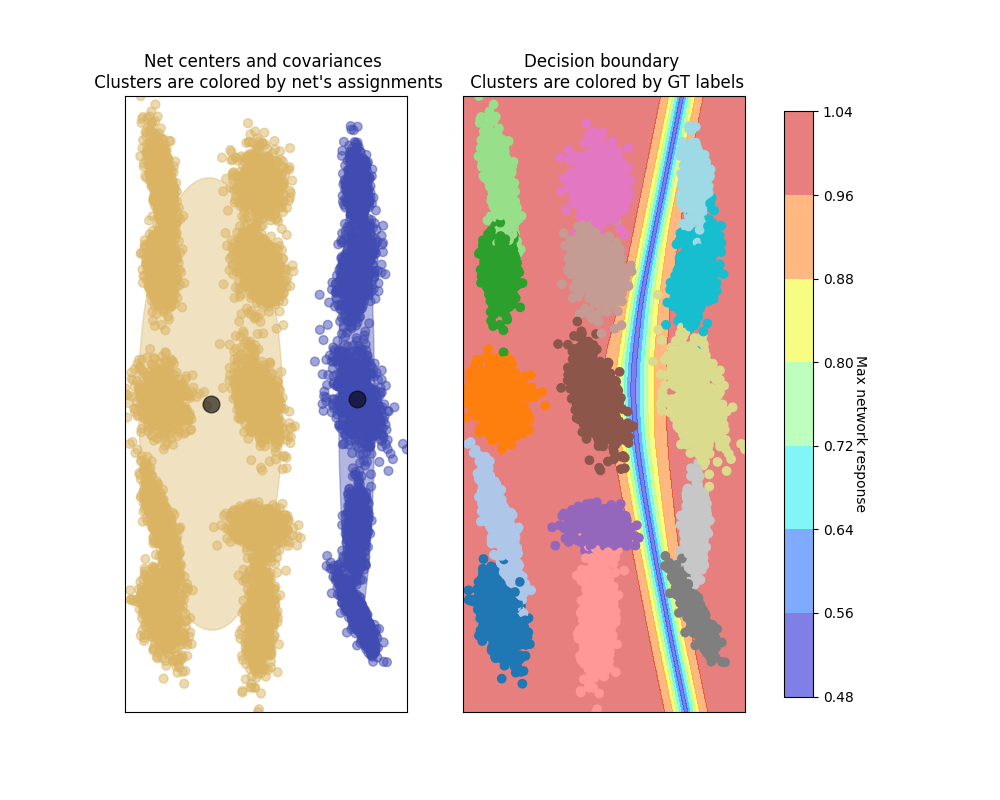 Net centers and covariances
Clusters are colored by net's assignments
Decision boundary
Clusters are colored by GT labels
1.04
0.96
0.88
0.80
0.72
0.64
0.56
0.48
Max network response